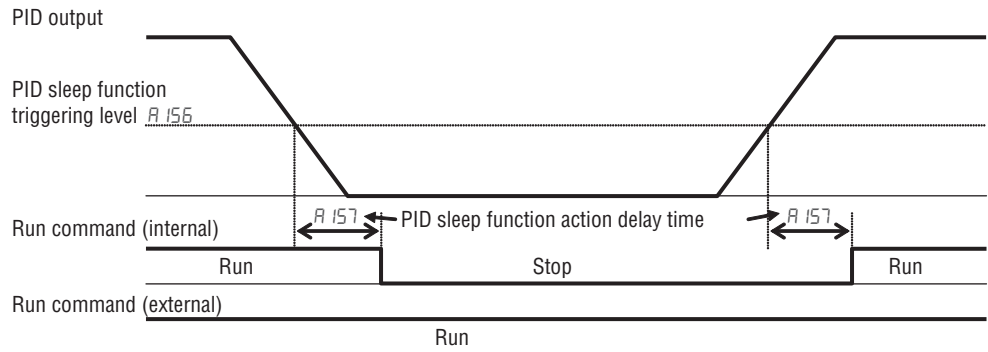 PID output
PID sleep function
triggering level A156
A157 PID sleep function action delay time A157
Run command (internal)
Run Stop Run
Run command (external)
Run